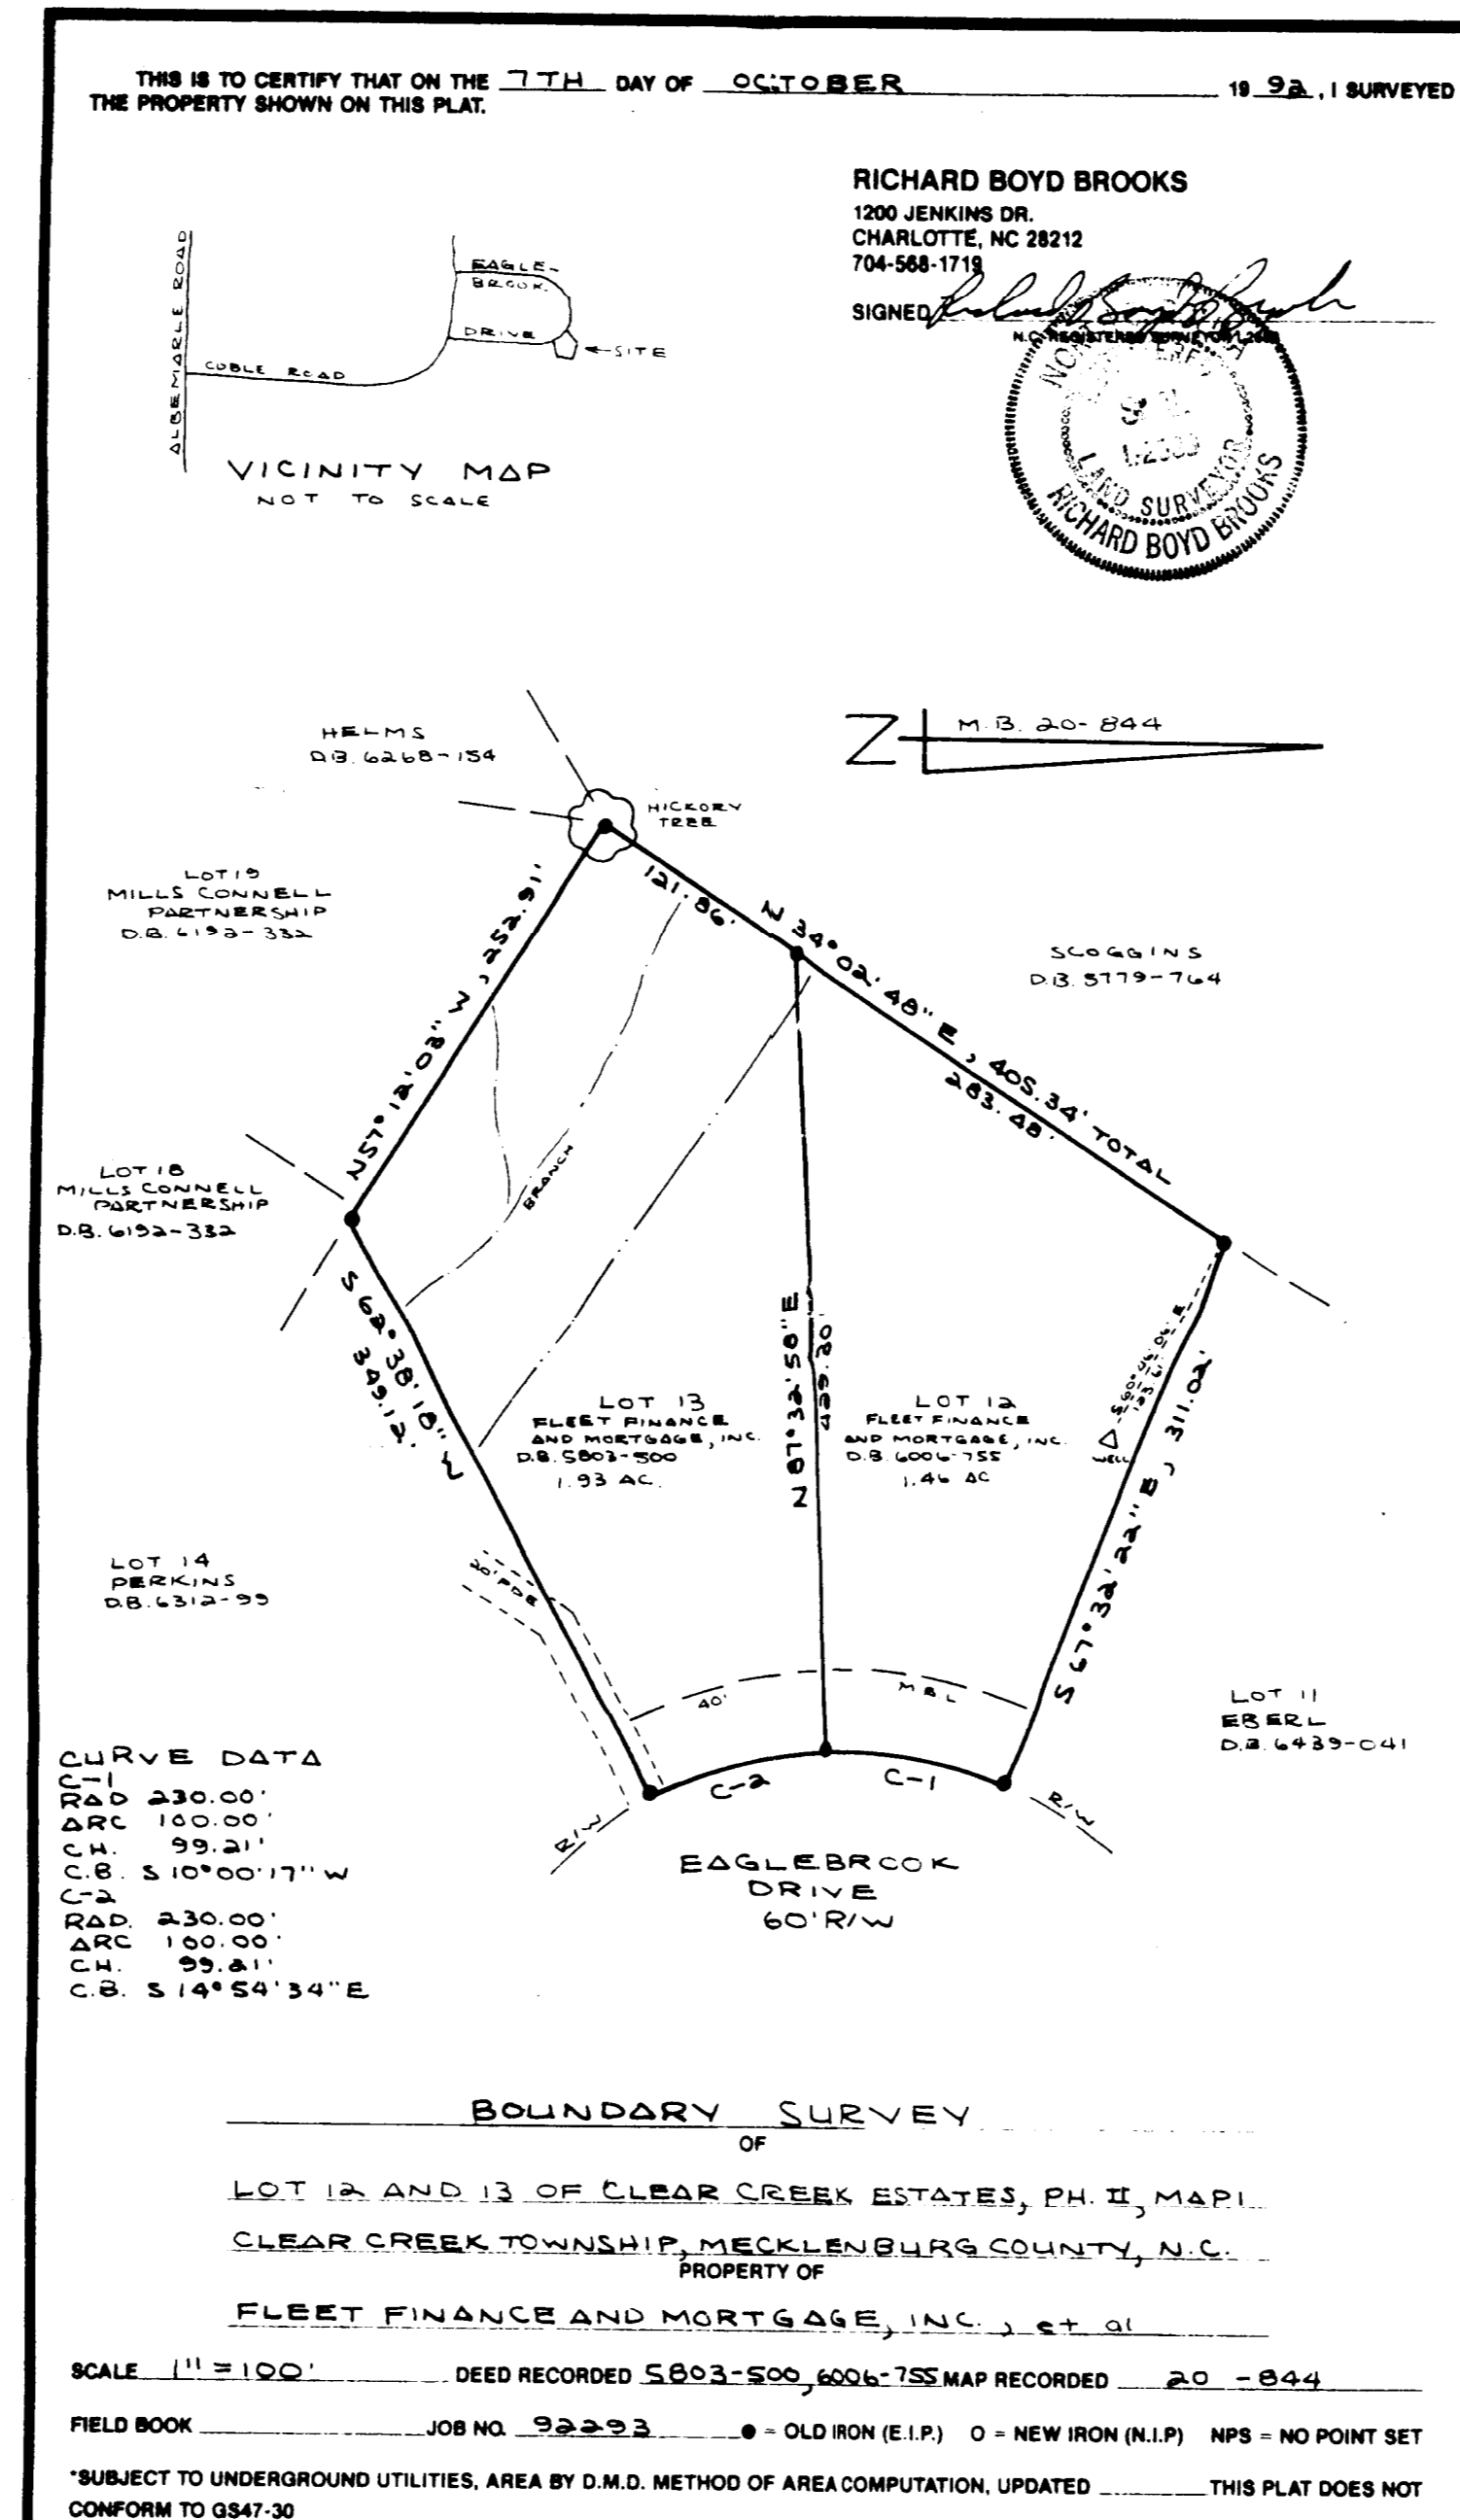 THIS IS TO CERTIFY THAT ON THE 7TH DAY OF OCTOBER 1992, I SURVEYED
THE PROPERTY SHOWN ON THIS PLAT.
RICHARD BOYD BROOKS
1200 JENKINS DR.
CHARLOTTE, NC 28212
704-568-1719
SIGNED
N.C. REGISTERED SURVEYOR
LAND SURVEYOR
RICHARD BOYD BROOKS
ALBEMARLE ROAD
EAGLE-
BROOK
DRIVE
SITE
COBLE ROAD
VICINITY MAP
NOT TO SCALE
M.B. 20-844
HELMS
D.B. 6268-154
HICKORY
TREE
LOT 19
MILLS CONNELL
PARTNERSHIP
D.B. 6192-332
N57°12'03"W, 252.91'
121.86'
N 34°02'48" E, 405.34' TOTAL
283.48'
SCOGGINS
D.B. 5779-764
LOT 18
MILLS CONNELL
PARTNERSHIP
D.B. 6192-332
BRANCH
S 62°38'18"
349.12'
N 87°32'58"E
429.20'
LOT 13
FLEET FINANCE
AND MORTGAGE, INC.
D.B. 5803-500
1.93 AC.
LOT 12
FLEET FINANCE
AND MORTGAGE, INC.
D.B. 6006-755
1.46 AC
WELL
S 67°32'22"E, 311.02'
LOT 14
PERKINS
D.B. 6312-99
20' PDE
40'
MBL
LOT 11
EBERL
D.B. 6439-041
C-2
C-1
R/W
R/W
EAGLEBROOK
DRIVE
60' R/W
CURVE DATA
C-1
RAD 230.00'
ARC 100.00'
CH. 99.21'
C.B. S 10°00'17" W
C-2
RAD. 230.00'
ARC 100.00'
CH. 99.21'
C.B. S 14°54'34" E
BOUNDARY SURVEY
OF
LOT 12 AND 13 OF CLEAR CREEK ESTATES, PH. II, MAP 1
CLEAR CREEK TOWNSHIP, MECKLENBURG COUNTY, N.C.
PROPERTY OF
FLEET FINANCE AND MORTGAGE, INC., et al
SCALE 1"=100' DEED RECORDED 5803-500, 6006-755 MAP RECORDED 20-844
FIELD BOOK JOB NO. 92293 ● = OLD IRON (E.I.P.) O = NEW IRON (N.I.P) NPS = NO POINT SET
*SUBJECT TO UNDERGROUND UTILITIES, AREA BY D.M.D. METHOD OF AREA COMPUTATION, UPDATED THIS PLAT DOES NOT
CONFORM TO GS47-30